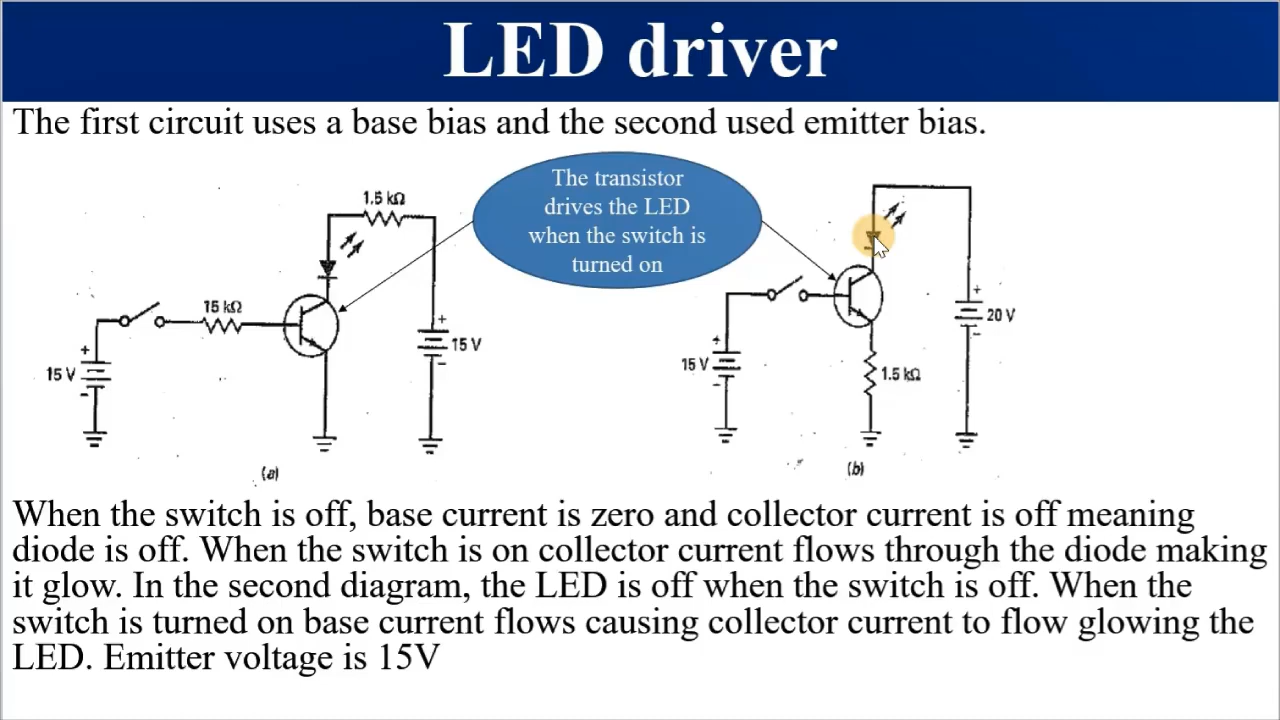 LED driver
The first circuit uses a base bias and the second used emitter bias.
The transistor
drives the LED
when the switch is
turned on
1.5 kΩ
15 kΩ
+
15 V
-
+
15 V
-
(a)
+
15 V
-
+
20 V
-
1.5 kΩ
(b)
When the switch is off, base current is zero and collector current is off meaning
diode is off. When the switch is on collector current flows through the diode making
it glow. In the second diagram, the LED is off when the switch is off. When the
switch is turned on base current flows causing collector current to flow glowing the
LED. Emitter voltage is 15V